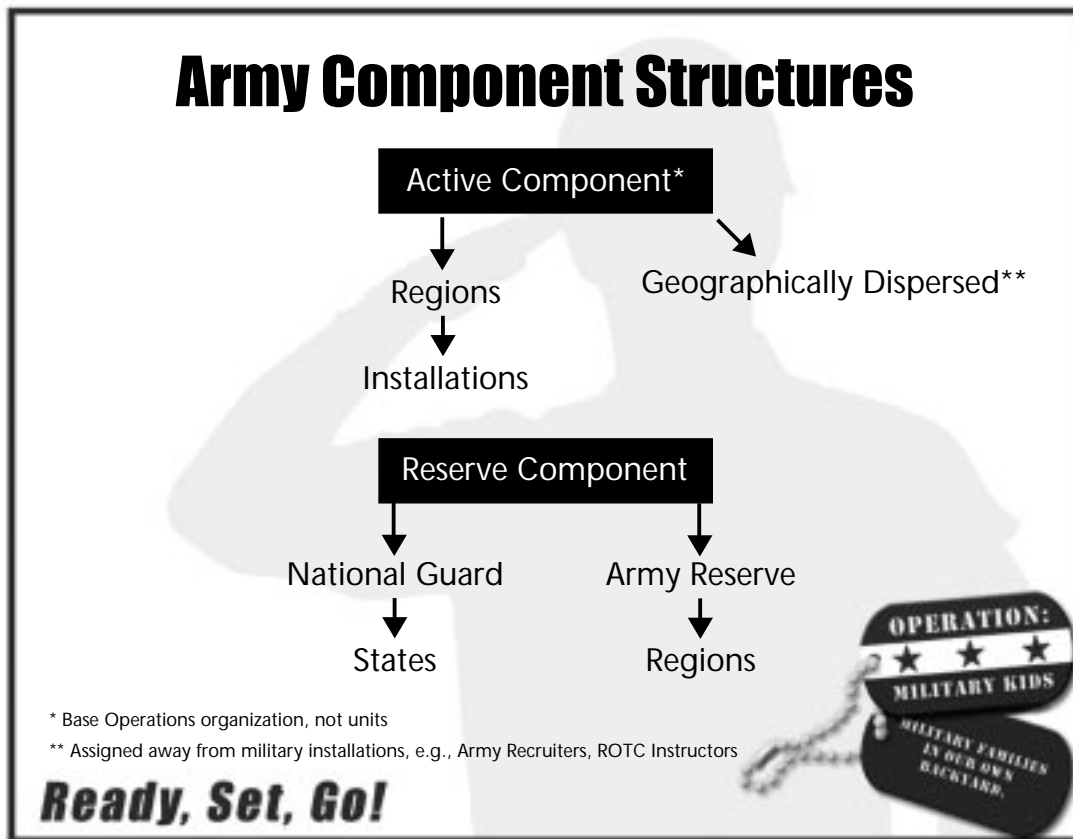 Army Component Structures
Active Component*
Regions
Geographically Dispersed**
Installations
Reserve Component
National Guard
Army Reserve
States
Regions
* Base Operations organization, not units
** Assigned away from military installations, e.g., Army Recruiters, ROTC Instructors
Ready, Set, Go!
OPERATION:
MILITARY KIDS
MILITARY FAMILIES
IN OUR OWN
BACKYARD.